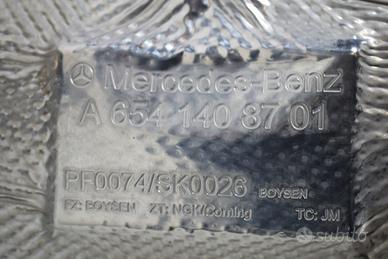 Mercedes-Benz
A 654 140 87 01
PF0074/SK0026 BOYSEN
FZ: BOYSEN ZT: NGK/Corning TC: JM
subito